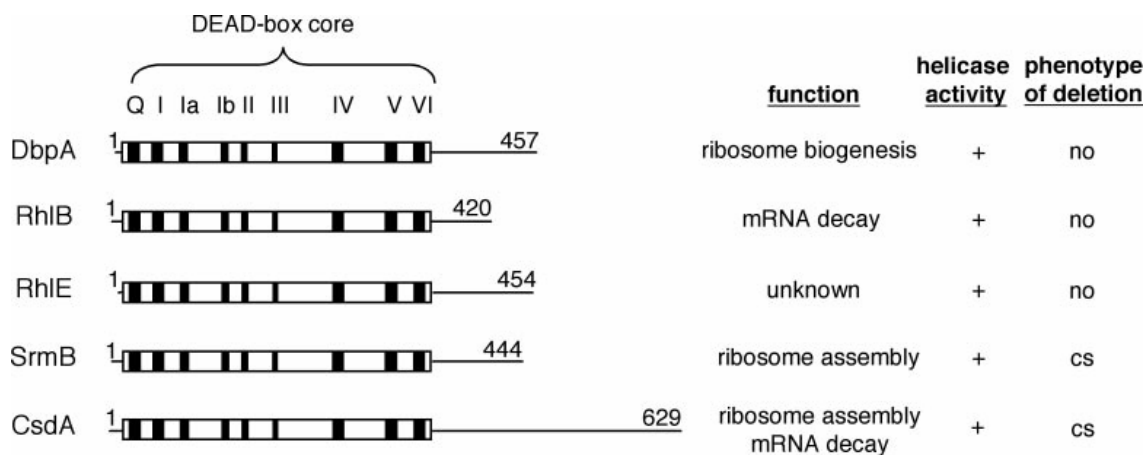 DEAD-box core
helicase phenotype
function activity of deletion
Q I Ia Ib II III IV V VI
DbpA 1 457 ribosome biogenesis + no
RhlB 1 420 mRNA decay + no
RhlE 1 454 unknown + no
SrmB 1 444 ribosome assembly + cs
CsdA 1 629 ribosome assembly + cs
mRNA decay